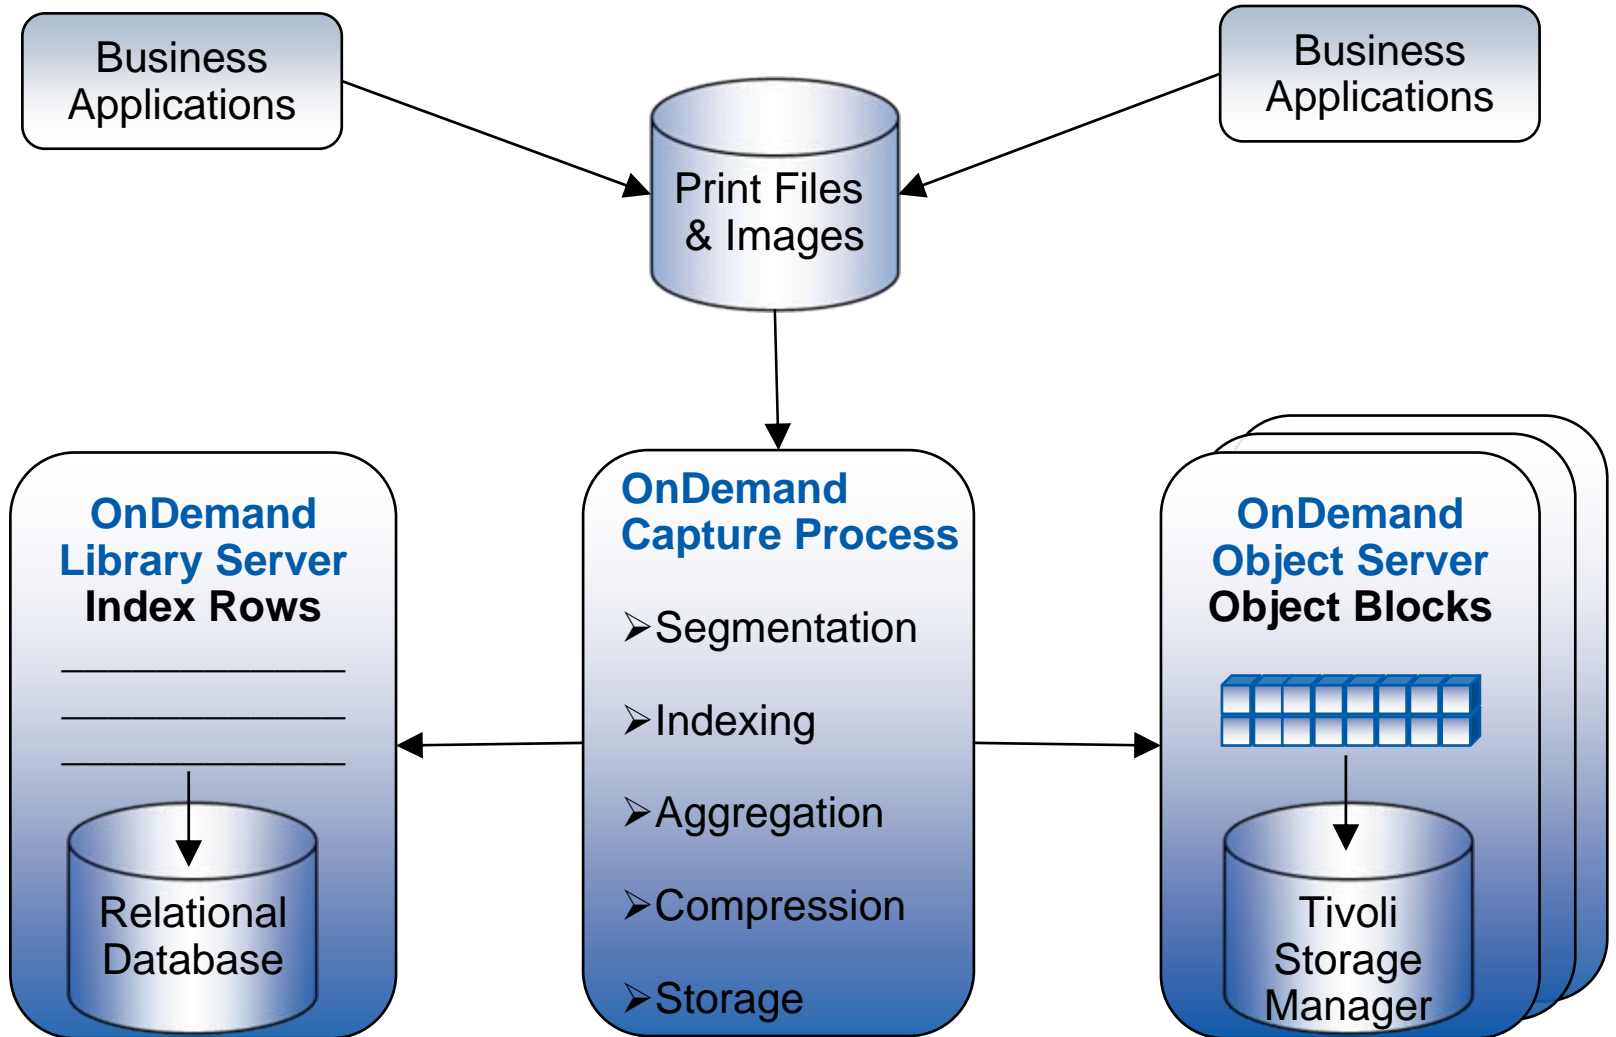 Business
Applications
Business
Applications
Print Files
& Images
OnDemand
Library Server
Index Rows
Relational
Database
OnDemand
Capture Process
➢Segmentation
➢Indexing
➢Aggregation
➢Compression
➢Storage
OnDemand
Object Server
Object Blocks
Tivoli
Storage
Manager